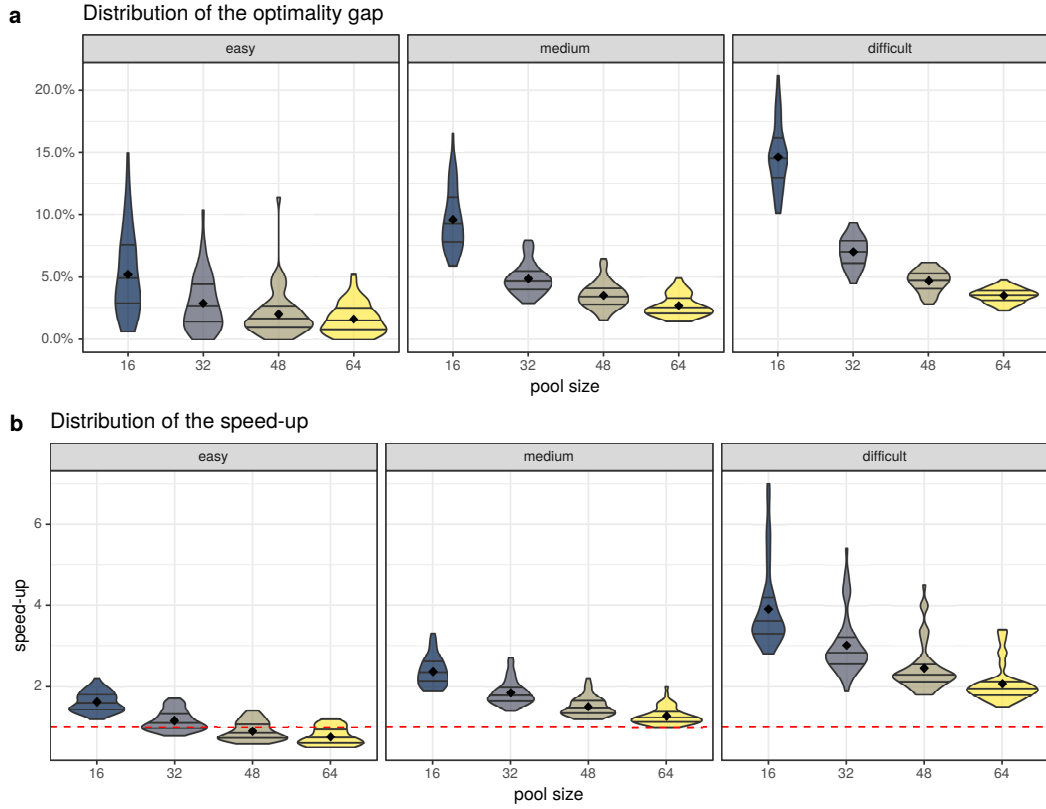 a Distribution of the optimality gap
easy medium difficult
20.0%
15.0%
10.0%
5.0%
0.0%
16 32 48 64 16 32 48 64 16 32 48 64
pool size
b Distribution of the speed-up
easy medium difficult
speed-up
6
4
2
16 32 48 64 16 32 48 64 16 32 48 64
pool size